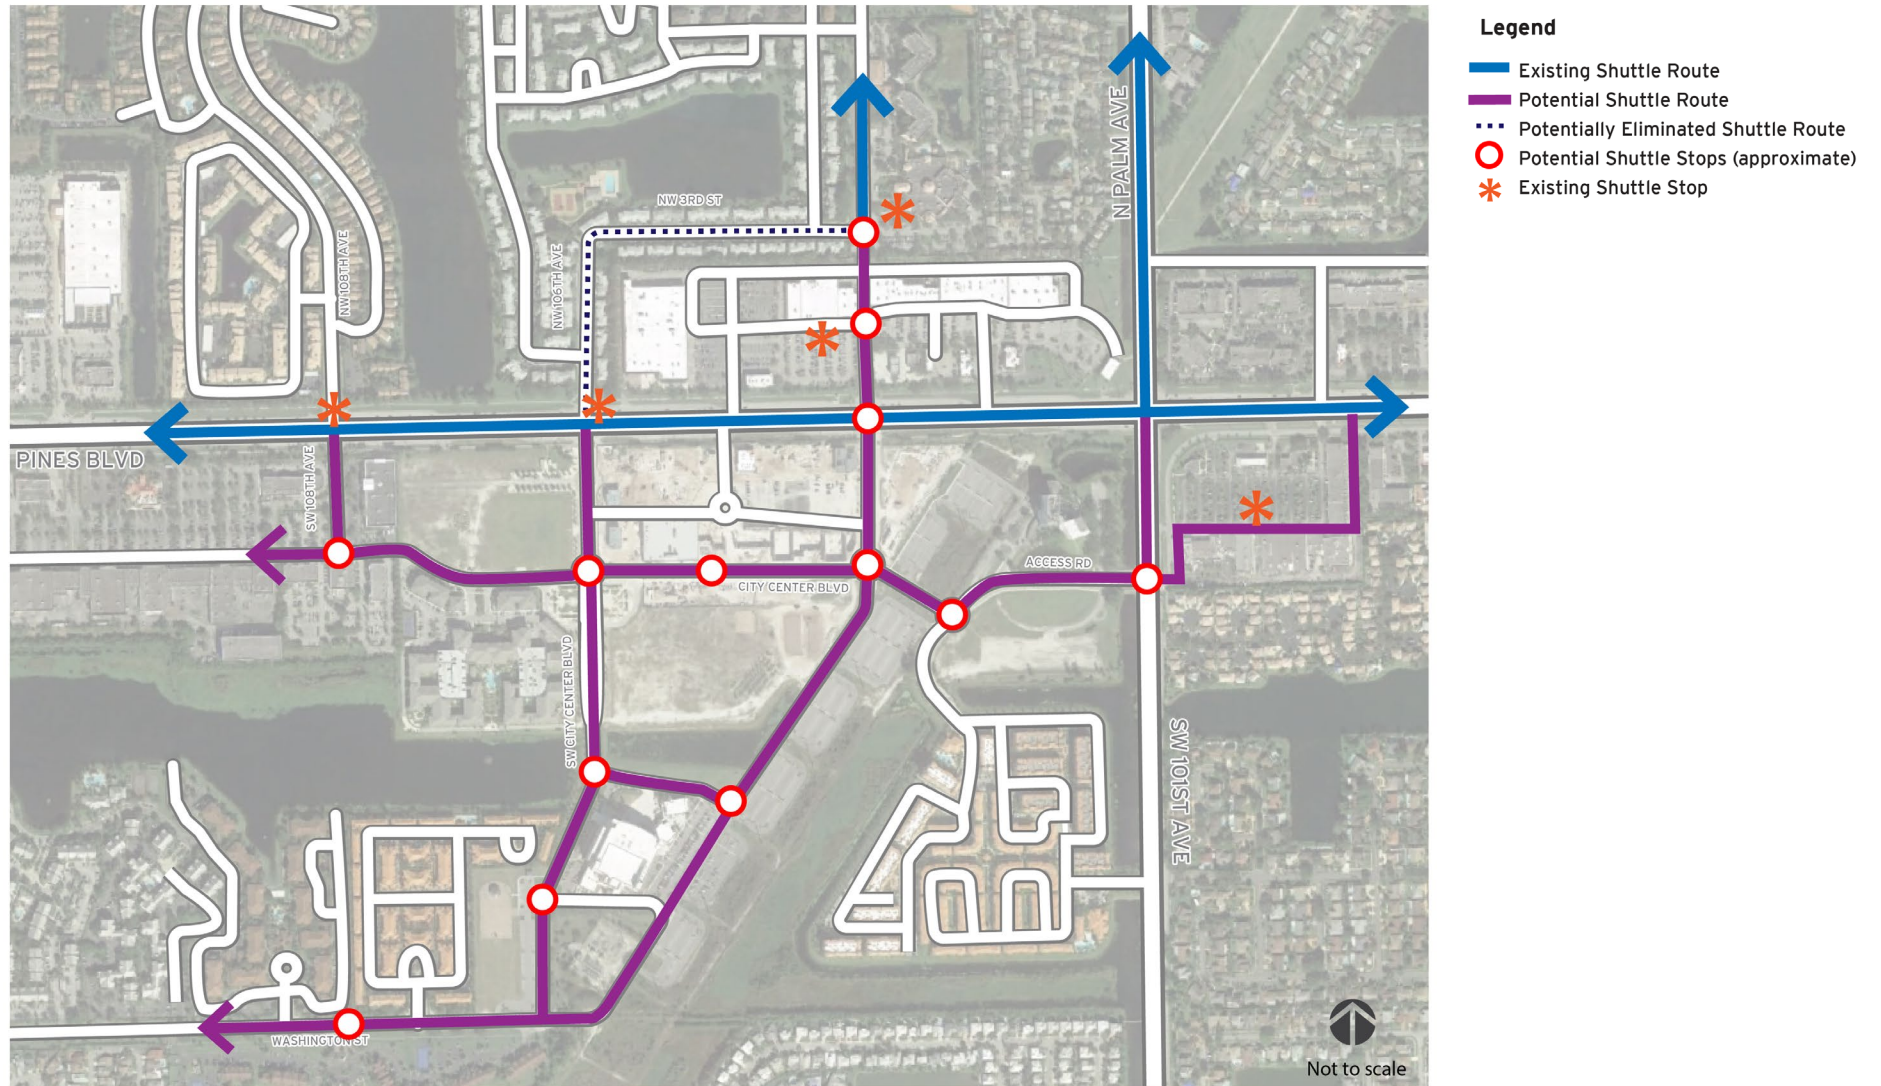 Legend
Existing Shuttle Route
Potential Shuttle Route
Potentially Eliminated Shuttle Route
Potential Shuttle Stops (approximate)
Existing Shuttle Stop
N PALM AVE
NW 3RD ST
NW 108TH AVE
NW 106TH AVE
PINES BLVD
SW 108TH AVE
ACCESS RD
CITY CENTER BLVD
SW CITY CENTER BLVD
SW 101ST AVE
WASHINGTON ST
Not to scale